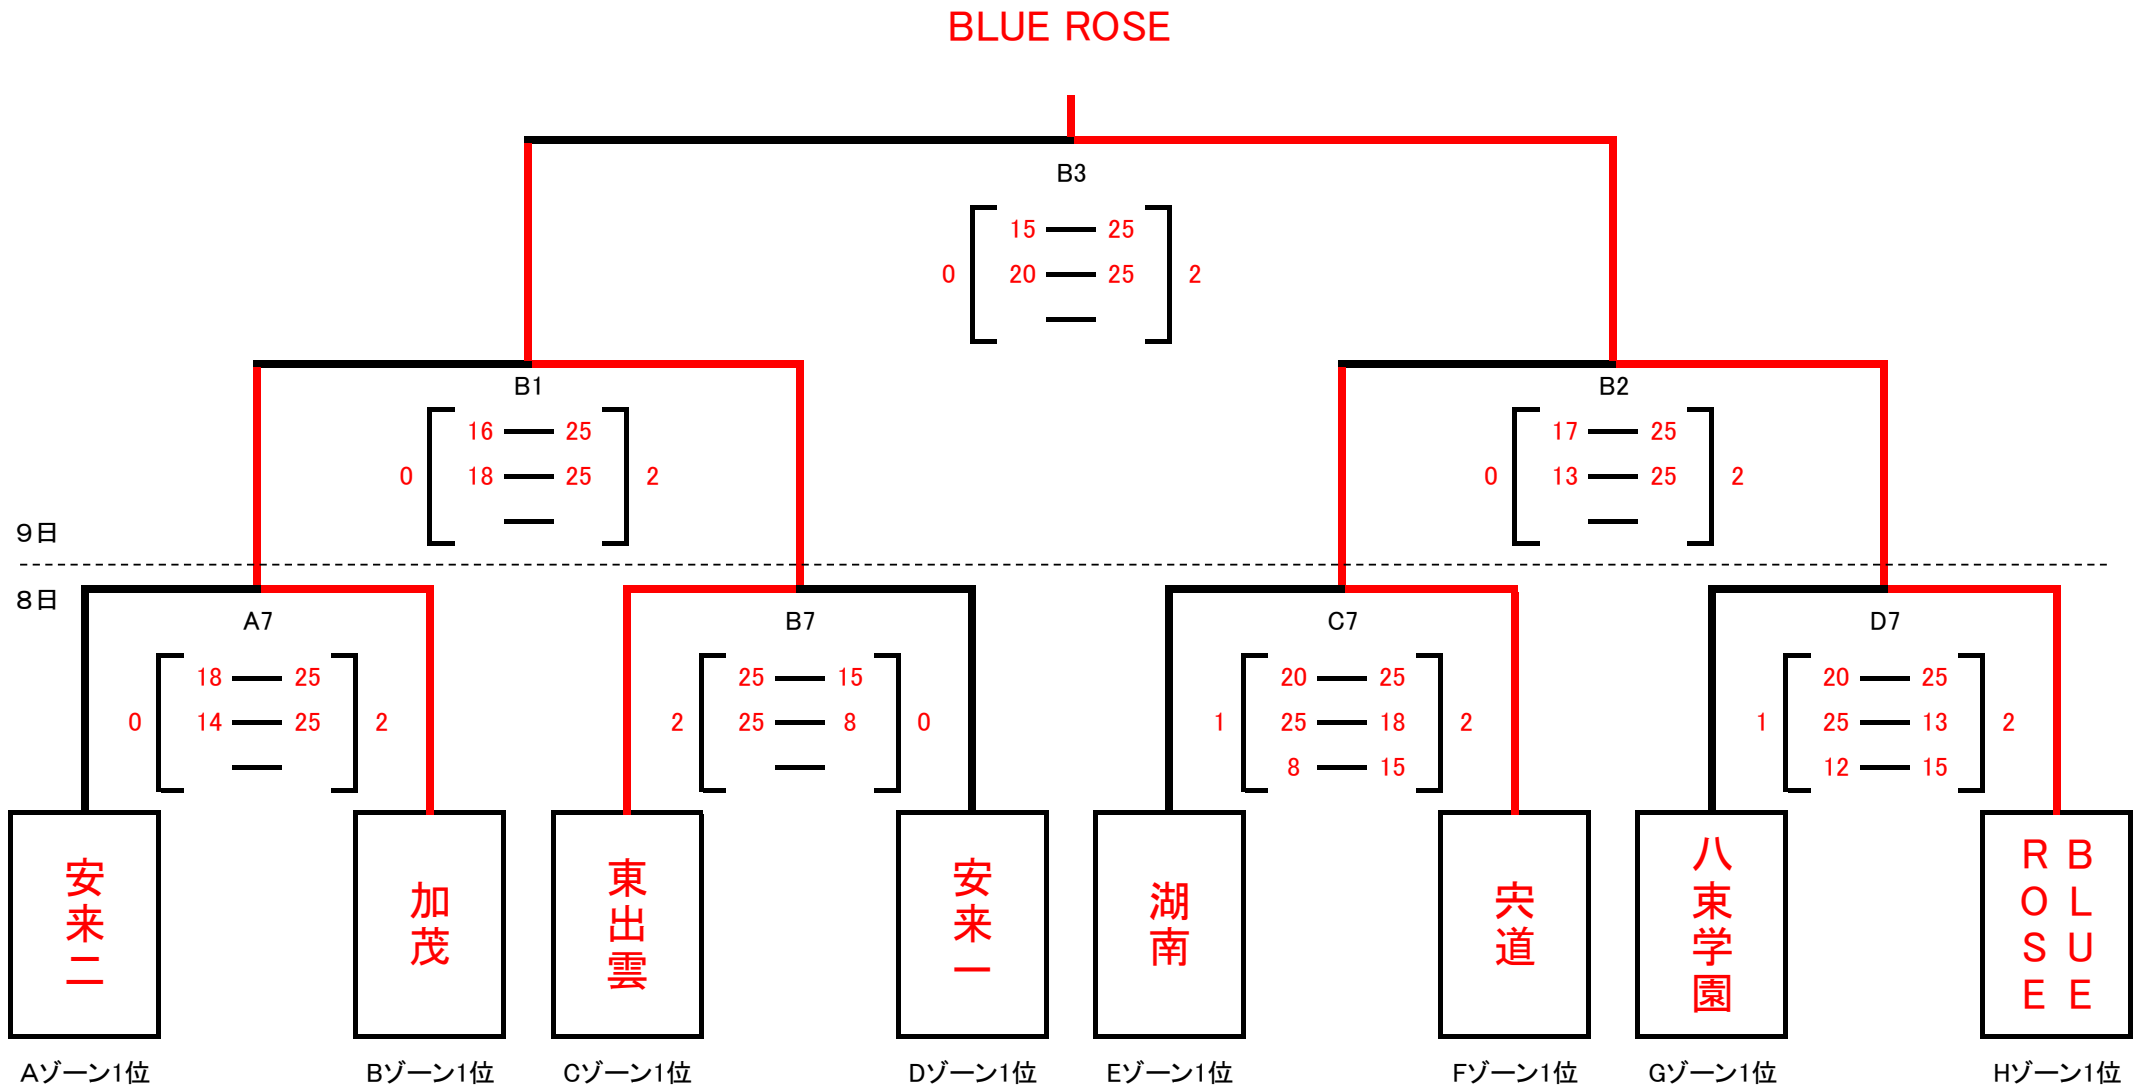 BLUE ROSE
B3
15 — 25
0 20 — 25 2
—
B1 B2
16 — 25 17 — 25
0 18 — 25 2 0 13 — 25 2
— —
９日
８日
A7 B7 C7 D7
18 — 25 25 — 15 20 — 25 20 — 25
0 14 — 25 2 2 25 — 8 0 1 25 — 18 2 1 25 — 13 2
— — 8 — 15 12 — 15
安来二 加茂 東出雲 安来一 湖南 宍道 八束学園 BLUE ROSE
Aゾーン1位 Bゾーン1位 Cゾーン1位 Dゾーン1位 Eゾーン1位 Fゾーン1位 Gゾーン1位 Hゾーン1位